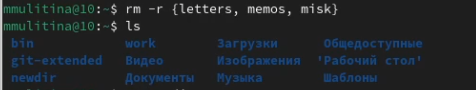 mmulitina@10:~$ rm -r {letters, memos, misk}
mmulitina@10:~$ ls
bin work Загрузки Общедоступные
git-extended Видео Изображения 'Рабочий стол'
newdir Документы Музыка Шаблоны